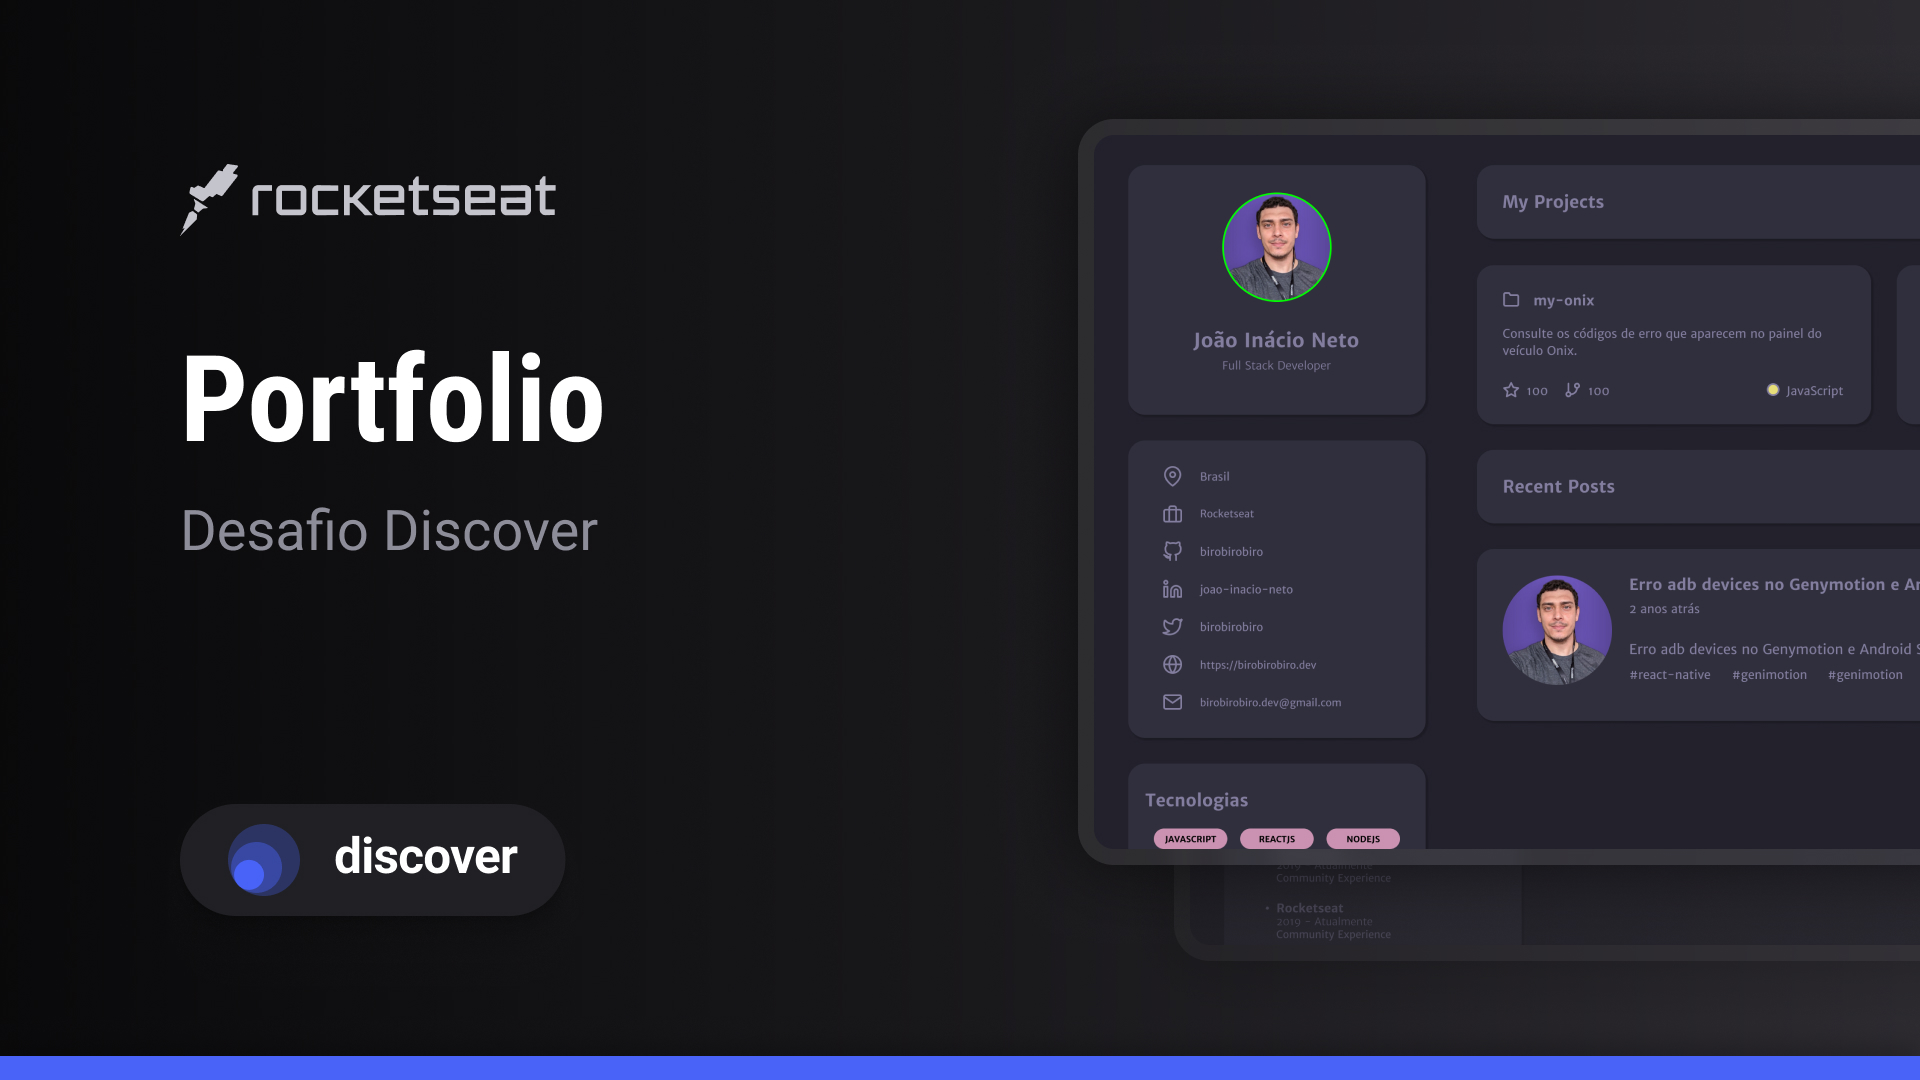 rocketseat
Portfolio
Desafio Discover
discover
João Inácio Neto
Full Stack Developer
Brasil
Rocketseat
birobirobiro
joao-inacio-neto
birobirobiro
https://birobirobiro.dev
birobirobiro.dev@gmail.com
Tecnologias
JAVASCRIPT
REACTJS
NODEJS
My Projects
my-onix
Consulte os códigos de erro que aparecem no painel do
veículo Onix.
100
100
JavaScript
Recent Posts
Erro adb devices no Genymotion e
2 anos atrás
Erro adb devices no Genymotion e Android
#react-native #genimotion #genimotion
2019 - Atualmente
Community Experience
• Rocketseat
2019 - Atualmente
Community Experience